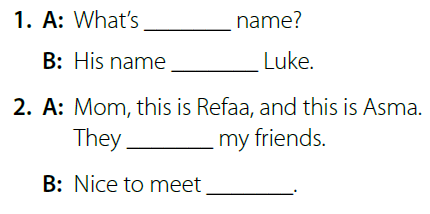 1. A: What's ________ name?
B: His name ________ Luke.
2. A: Mom, this is Refaa, and this is Asma.
They ________ my friends.
B: Nice to meet ________.